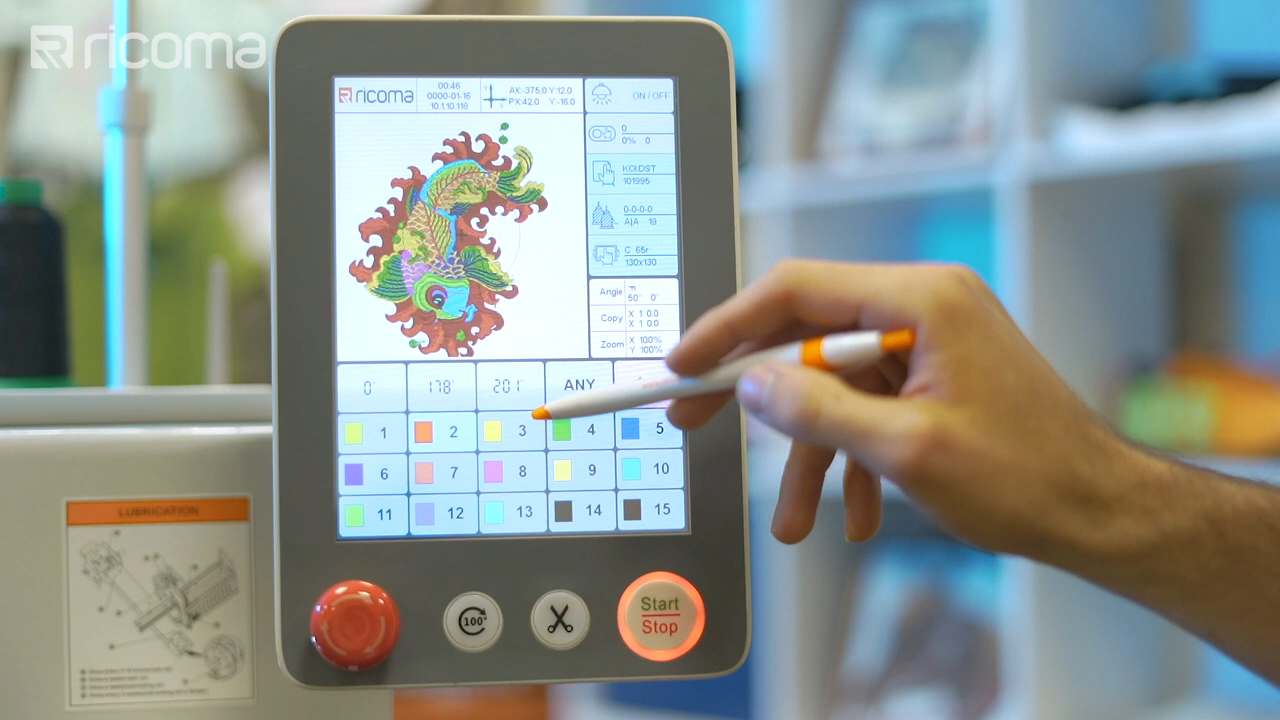 ricoma
ricoma
00:46
0000-01-16
10.1.10.118
AX:-375.0 Y:12.0
PX:42.0 Y:-16.0
ON / OFF
0
0% 0
KOIDST
101995
0-0-0-0
A|A 19
C 65r
130x130
Angle
50° 0°
Copy
X 1 0.0
X 1 0.0
Zoom
X 100%
Y 100%
0' 178' 201' ANY
1 2 3 4 5
6 7 8 9 10
11 12 13 14 15
LUBRICATION
100°
Start
Stop